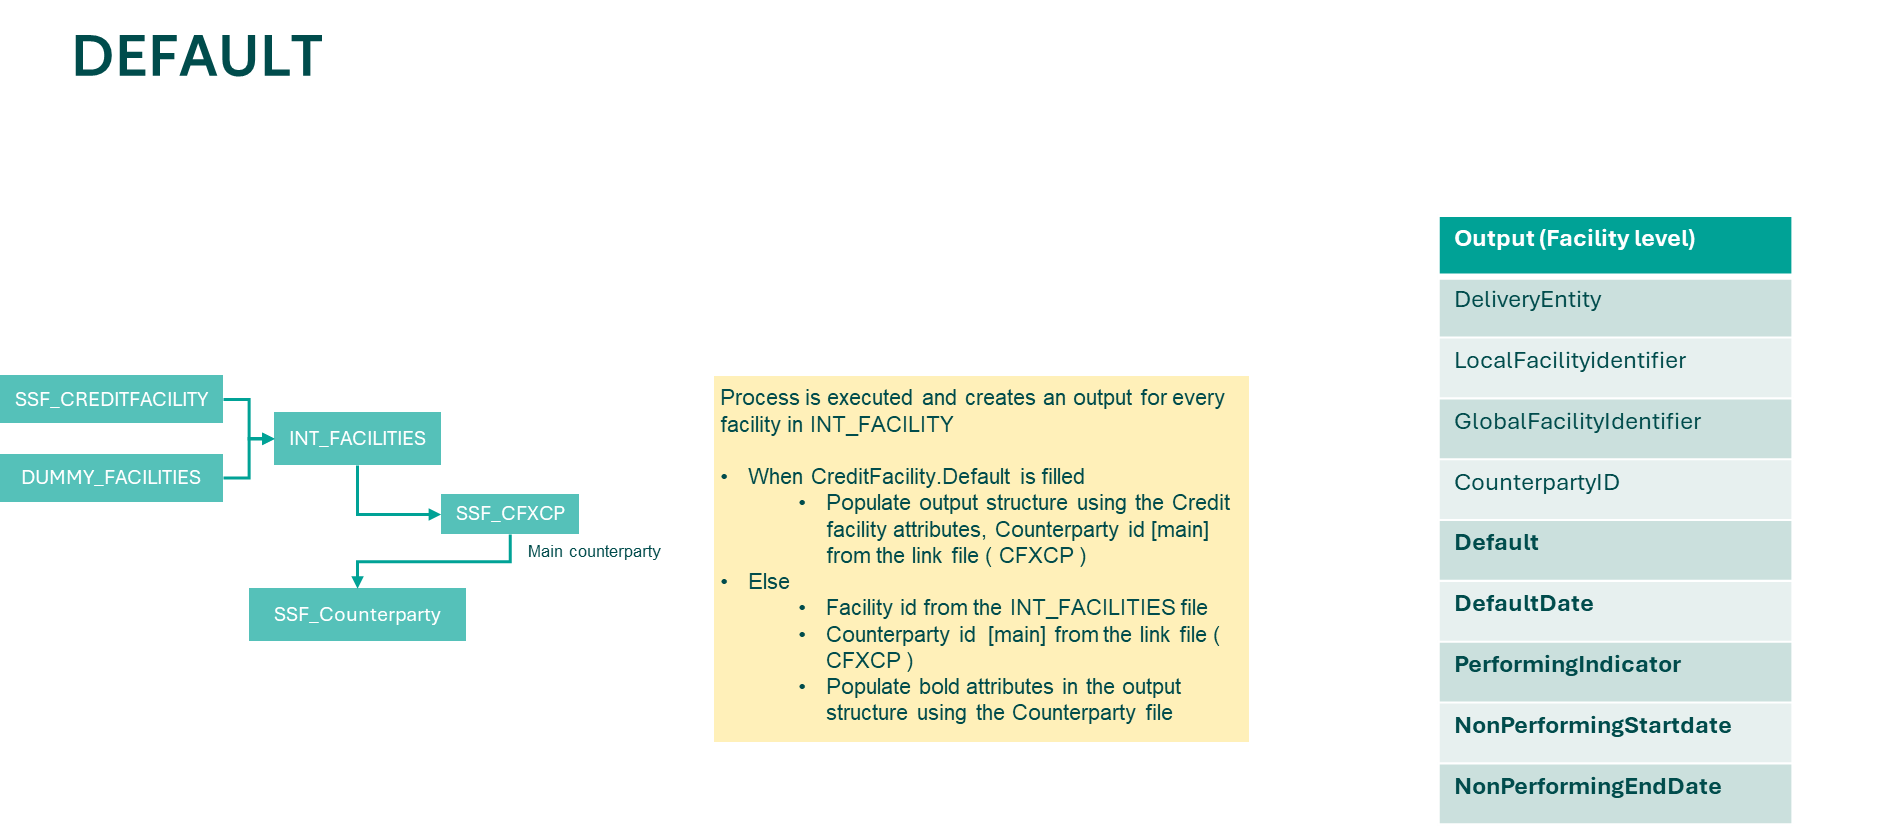 DEFAULT
SSF_CREDITFACILITY
DUMMY_FACILITIES
INT_FACILITIES
SSF_CFXCP
Main counterparty
SSF_Counterparty
Process is executed and creates an output for every
facility in INT_FACILITY
• When CreditFacility.Default is filled
• Populate output structure using the Credit
facility attributes, Counterparty id [main]
from the link file ( CFXCP )
• Else
• Facility id from the INT_FACILITIES file
• Counterparty id [main] from the link file (
CFXCP )
• Populate bold attributes in the output
structure using the Counterparty file
Output (Facility level)
DeliveryEntity
LocalFacilityidentifier
GlobalFacilityIdentifier
CounterpartyID
Default
DefaultDate
PerformingIndicator
NonPerformingStartdate
NonPerformingEndDate